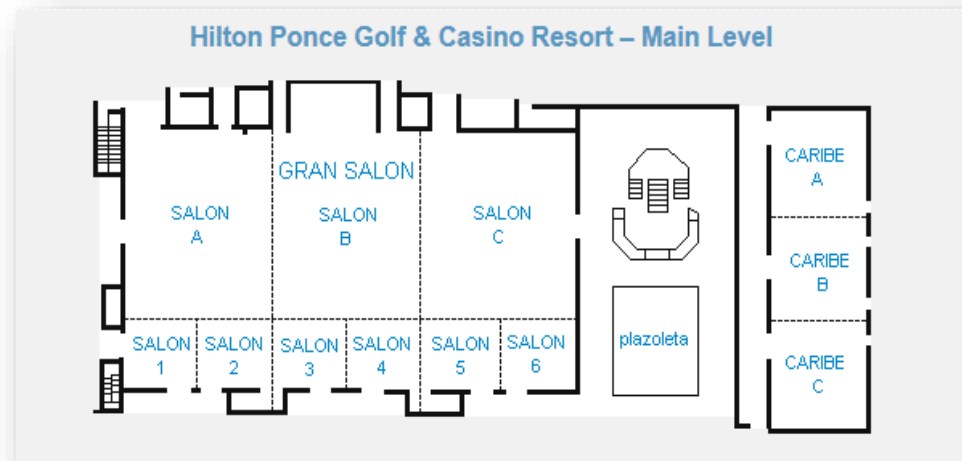 Hilton Ponce Golf & Casino Resort – Main Level
GRAN SALON
SALON
A
SALON
B
SALON
C
SALON
1
SALON
2
SALON
3
SALON
4
SALON
5
SALON
6
plazoleta
CARIBE
A
CARIBE
B
CARIBE
C